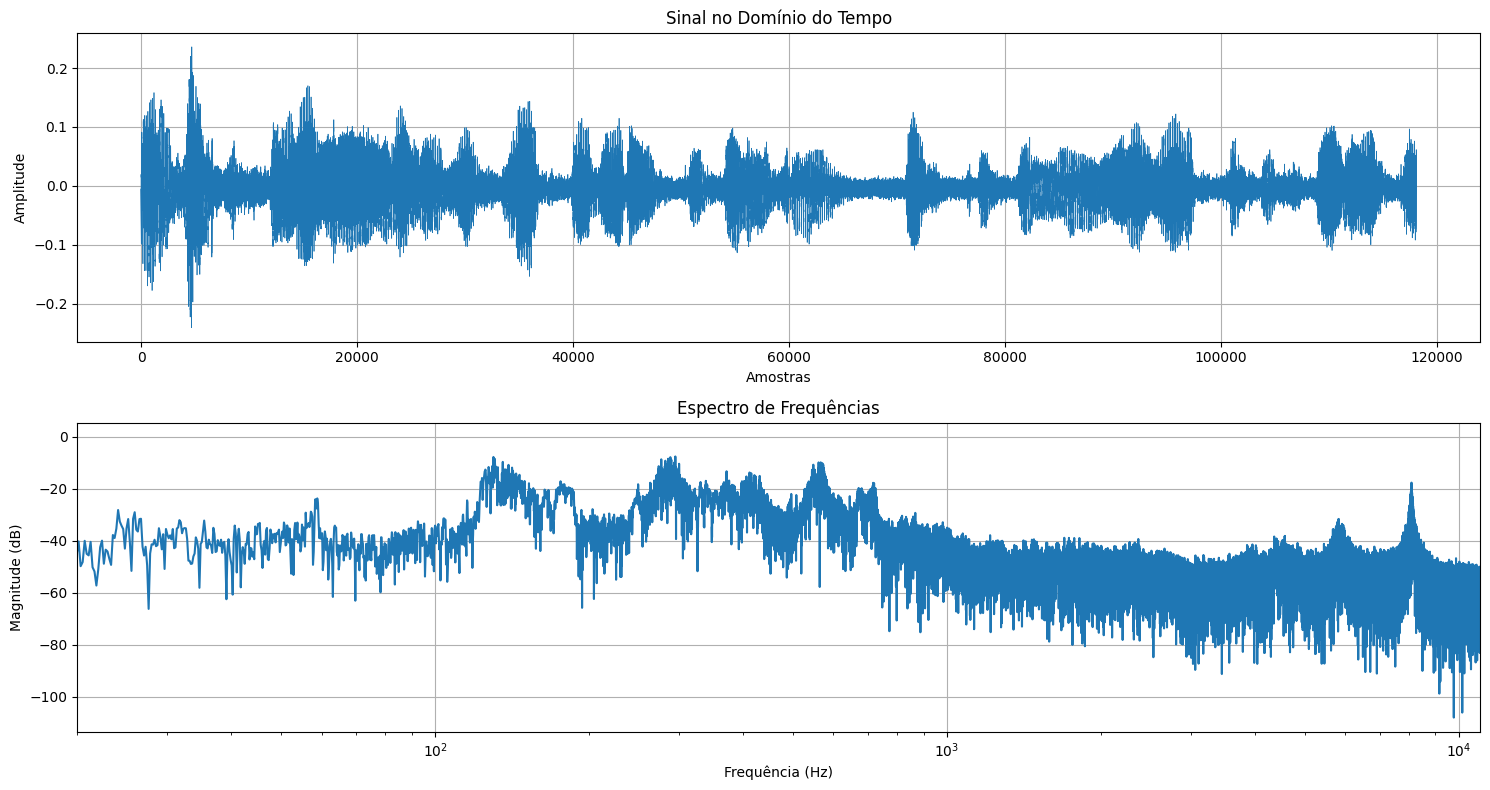 Sinal no Domínio do Tempo
0.2
0.1
0.0
−0.1
−0.2
Amplitude
0 20000 40000 60000 80000 100000 120000
Amostras
Espectro de Frequências
0
−20
−40
−60
−80
−100
Magnitude (dB)
10² 10³ 10⁴
Frequência (Hz)